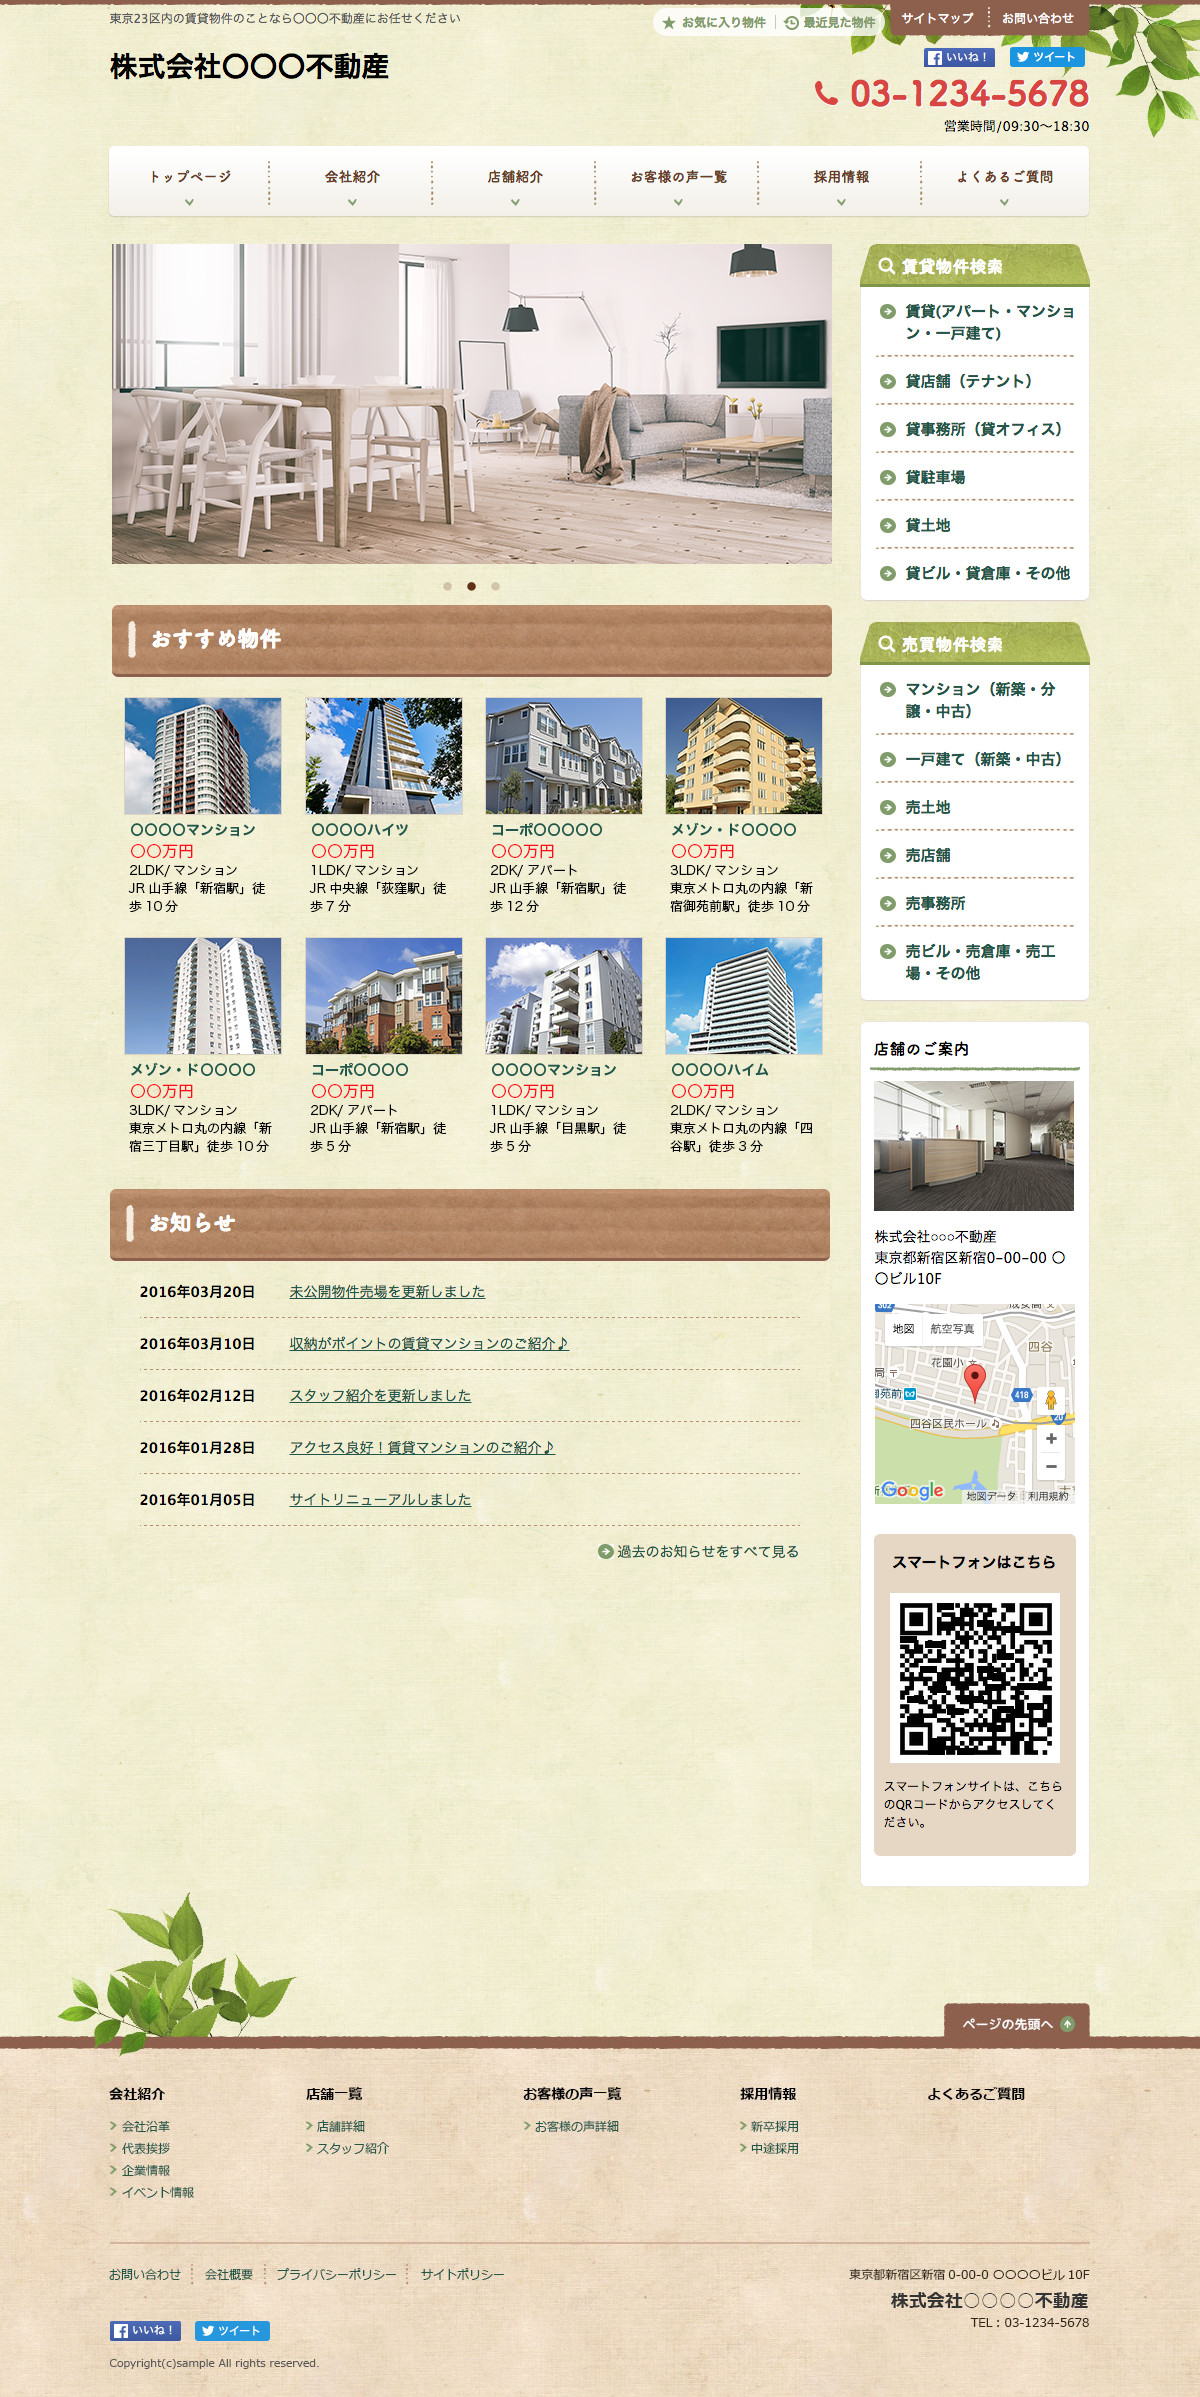 東京23区内の賃貸物件のことなら〇〇〇不動産にお任せください
お気に入り物件
最近見た物件
サイトマップ
お問い合わせ
株式会社〇〇〇不動産
いいね！
ツイート
03-1234-5678
営業時間/09:30〜18:30
トップページ
会社紹介
店舗紹介
お客様の声一覧
採用情報
よくあるご質問
賃貸物件検索
賃貸(アパート・マンショ
ン・一戸建て)
貸店舗（テナント）
貸事務所（貸オフィス）
貸駐車場
貸土地
貸ビル・貸倉庫・その他
おすすめ物件
〇〇〇〇マンション
〇〇万円
2LDK/ マンション
JR 山手線「新宿駅」徒
歩 10 分
〇〇〇〇ハイツ
〇〇万円
1LDK/ マンション
JR 中央線「荻窪駅」徒
歩 7 分
コーポ〇〇〇〇〇
〇〇万円
2DK/ アパート
JR 山手線「新宿駅」徒
歩 12 分
メゾン・ド〇〇〇〇
〇〇万円
3LDK/ マンション
東京メトロ丸の内線「新
宿御苑前駅」徒歩 10 分
メゾン・ド〇〇〇〇
〇〇万円
3LDK/ マンション
東京メトロ丸の内線「新
宿三丁目駅」徒歩 10 分
コーポ〇〇〇〇
〇〇万円
2DK/ アパート
JR 山手線「新宿駅」徒
歩 5 分
〇〇〇〇マンション
〇〇万円
1LDK/ マンション
JR 山手線「目黒駅」徒
歩 5 分
〇〇〇〇ハイム
〇〇万円
2LDK/ マンション
東京メトロ丸の内線「四
谷駅」徒歩 3 分
売買物件検索
マンション（新築・分
譲・中古）
一戸建て（新築・中古）
売土地
売店舗
売事務所
売ビル・売倉庫・売工
場・その他
お知らせ
2016年03月20日 未公開物件売場を更新しました
2016年03月10日 収納がポイントの賃貸マンションのご紹介♪
2016年02月12日 スタッフ紹介を更新しました
2016年01月28日 アクセス良好！賃貸マンションのご紹介♪
2016年01月05日 サイトリニューアルしました
過去のお知らせをすべて見る
店舗のご案内
株式会社○○○不動産
東京都新宿区新宿0−00−00 〇
〇ビル10F
302
地図
航空写真
四谷
花園小 文
局 〒
御苑前
418
四谷区民ホール
20
+
−
Google
地図データ
利用規約
スマートフォンはこちら
スマートフォンサイトは、こちら
のQRコードからアクセスしてく
ださい。
ページの先頭へ
会社紹介
会社沿革
代表挨拶
企業情報
イベント情報
店舗一覧
店舗詳細
スタッフ紹介
お客様の声一覧
お客様の声詳細
採用情報
新卒採用
中途採用
よくあるご質問
お問い合わせ
会社概要
プライバシーポリシー
サイトポリシー
東京都新宿区新宿 0-00-0 〇〇〇〇ビル 10F
株式会社〇〇〇〇不動産
TEL : 03-1234-5678
いいね！
ツイート
Copyright(c)sample All rights reserved.